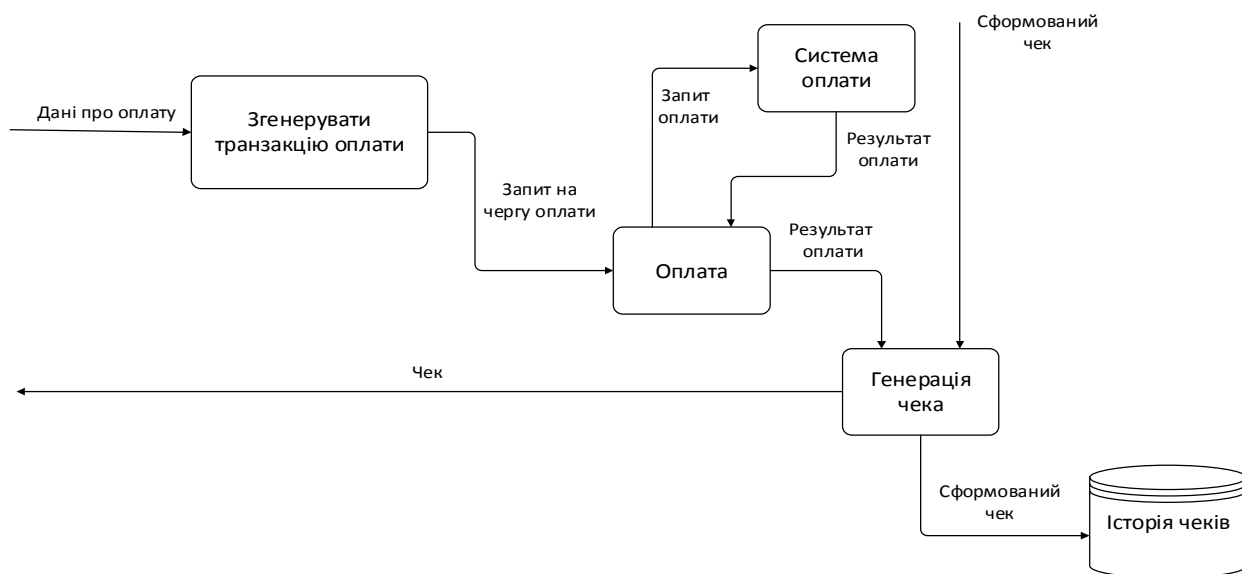 Сформований
чек
Система
оплати
Дані про оплату
Згенерувати
транзакцію оплати
Запит
оплати
Результат
оплати
Запит на
чергу оплати
Результат
оплати
Оплата
Чек
Генерація
чека
Сформований
чек
Історія чеків